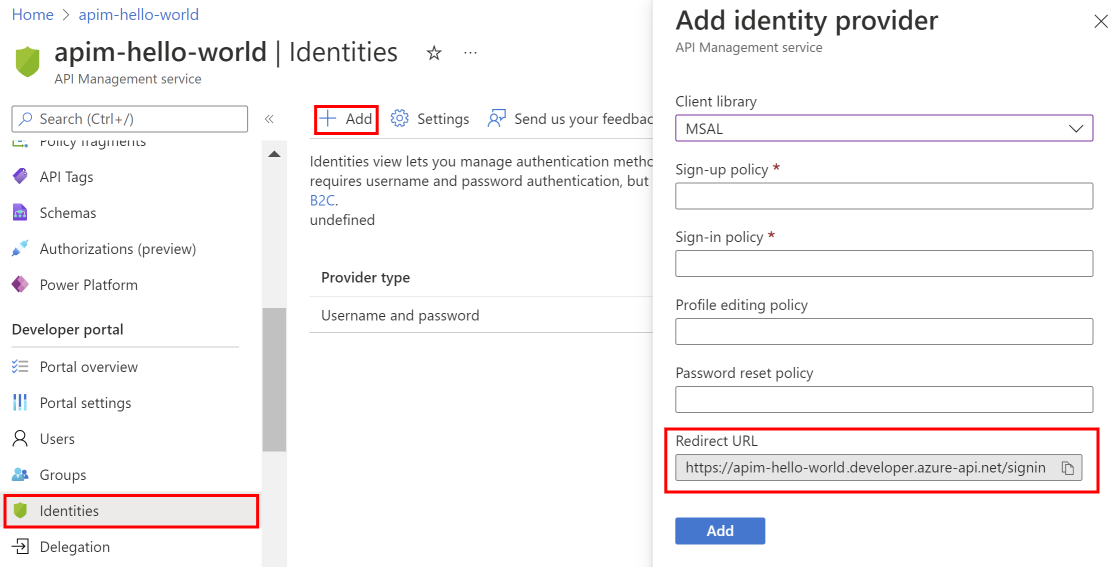 Home > apim-hello-world
apim-hello-world | Identities
API Management service
Search (Ctrl+/)
Policy fragments
API Tags
Schemas
Authorizations (preview)
Power Platform
Developer portal
Portal overview
Portal settings
Users
Groups
Identities
Delegation
Add
Settings
Send us your feedbac
Identities view lets you manage authentication metho
requires username and password authentication, but
B2C.
undefined
Provider type
Username and password
Add identity provider
API Management service
Client library
MSAL
Sign-up policy *
Sign-in policy *
Profile editing policy
Password reset policy
Redirect URL
https://apim-hello-world.developer.azure-api.net/signin
Add